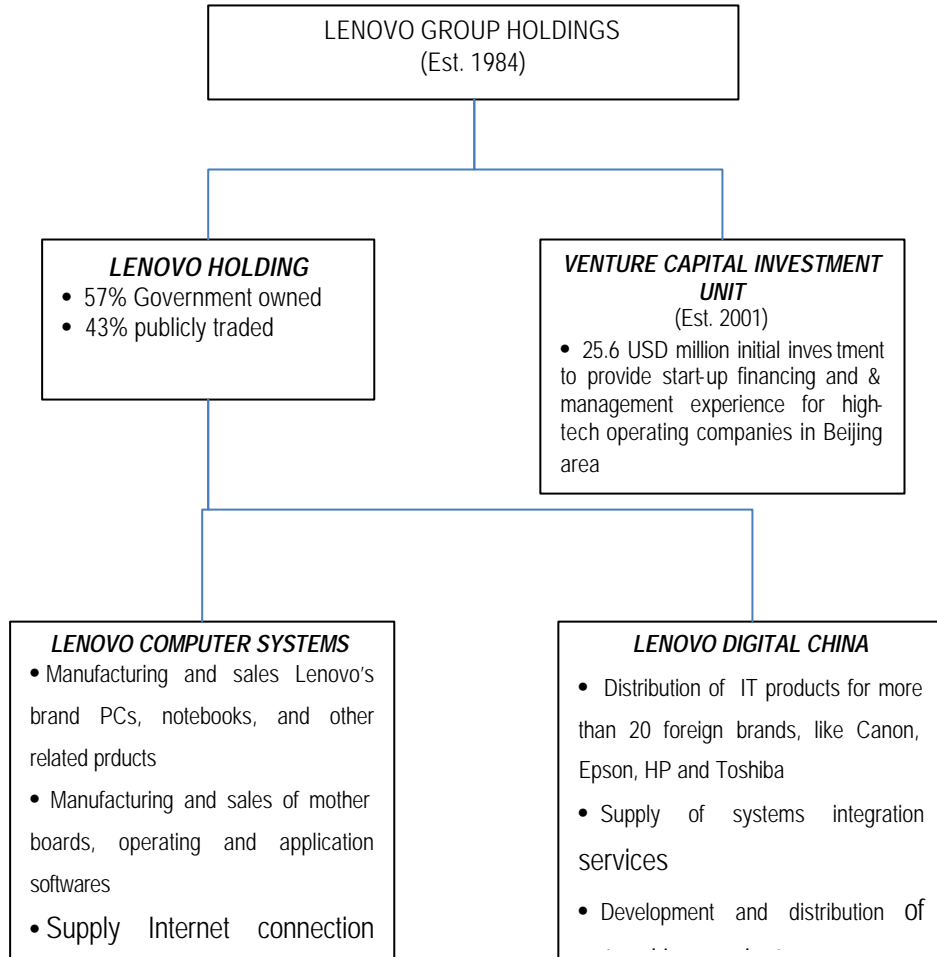 LENOVO GROUP HOLDINGS
(Est. 1984)
LENOVO HOLDING
• 57% Government owned
• 43% publicly traded
VENTURE CAPITAL INVESTMENT
UNIT
(Est. 2001)
• 25.6 USD million initial inves tment
to provide start-up financing and &
management experience for high-
tech operating companies in Beijing
area
LENOVO COMPUTER SYSTEMS
• Manufacturing and sales Lenovo's
brand PCs, notebooks, and other
related prducts
• Manufacturing and sales of mother
boards, operating and application
softwares
• Supply Internet connection
LENOVO DIGITAL CHINA
• Distribution of IT products for more
than 20 foreign brands, like Canon,
Epson, HP and Toshiba
• Supply of systems integration
services
• Development and distribution of